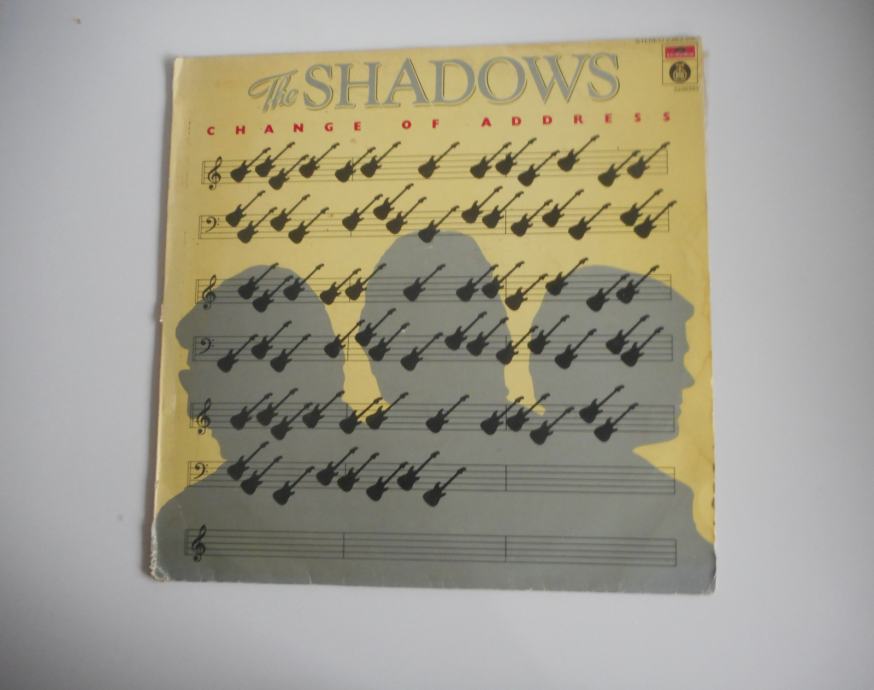 The SHADOWS
CHANGE OF ADDRESS